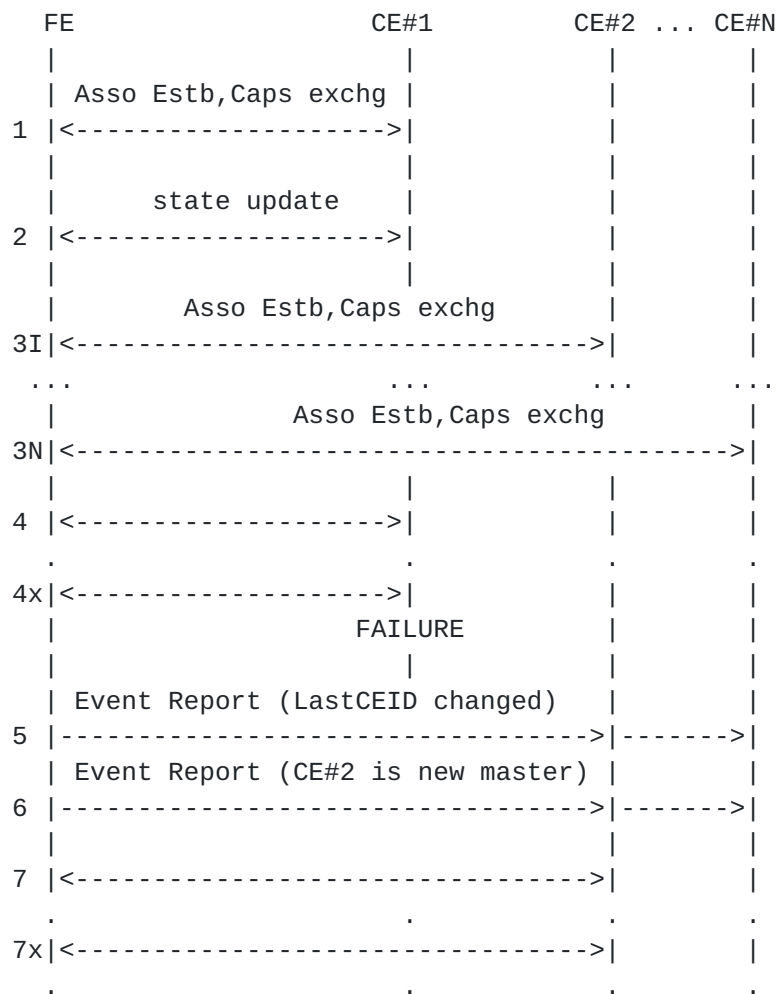 FE CE#1 CE#2 ... CE#N
| | | |
| Asso Estb,Caps exchg | | |
1 |<-------------------->| | |
| | | |
| state update | | |
2 |<-------------------->| | |
| | | |
| Asso Estb,Caps exchg | |
3I|<--------------------------------->| |
... ... ... ...
| Asso Estb,Caps exchg |
3N|<------------------------------------------>|
| | | |
4 |<-------------------->| | |
. . . .
4x|<-------------------->| | |
| FAILURE | |
| | | |
| Event Report (LastCEID changed) | |
5 |---------------------------------->|------->|
| Event Report (CE#2 is new master) | |
6 |---------------------------------->|------->|
| | |
7 |<--------------------------------->| |
. . . .
7x|<--------------------------------->| |
. . . .